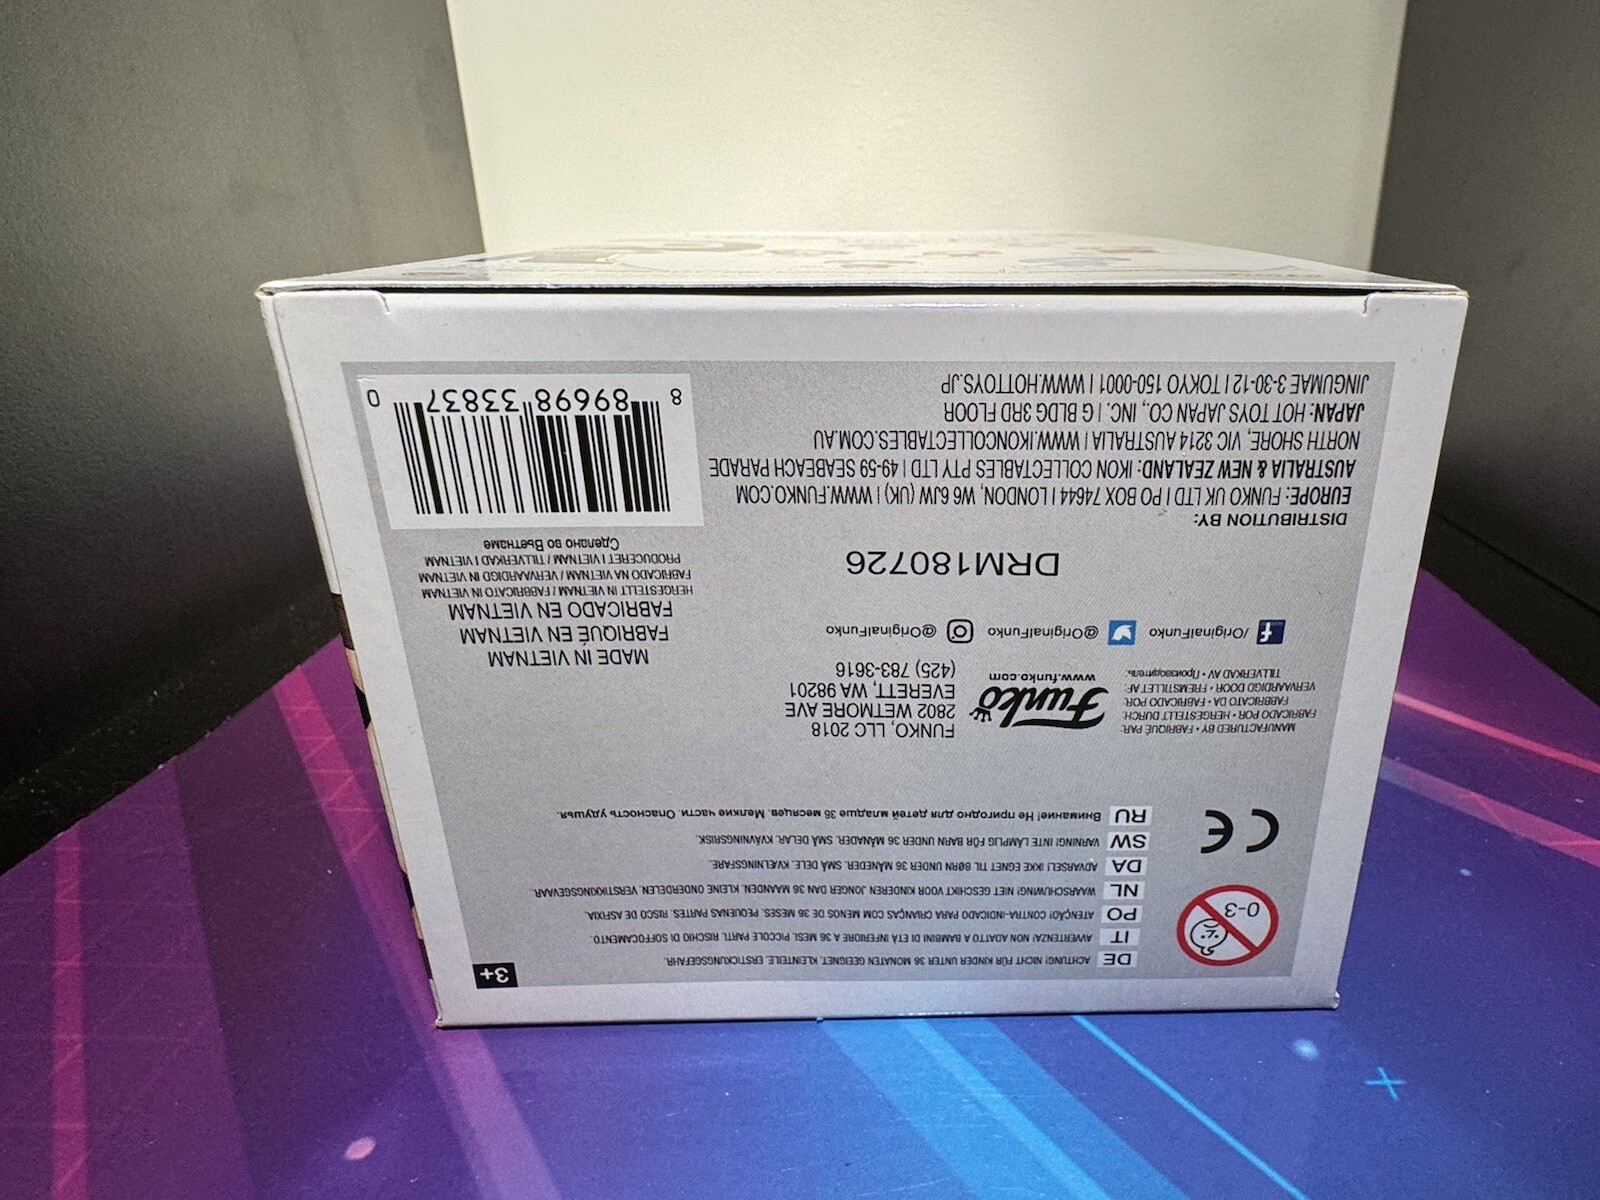 3+
DE ACHTUNG! NICHT FÜR KINDER UNTER 36 MONATEN GEEIGNET. KLEINTEILE. ERSTICKUNGSGEFAHR.
IT AVVERTENZA! NON ADATTO A BAMBINI DI ETÀ INFERIORE A 36 MESI. PICCOLE PARTI. RISCHIO DI SOFFOCAMENTO.
PO ATENÇÃO! CONTRA-INDICADO PARA CRIANÇAS COM MENOS DE 36 MESES. PEQUENAS PARTES. RISCO DE ASFIXIA.
NL WAARSCHUWING! NIET GESCHIKT VOOR KINDEREN JONGER DAN 36 MAANDEN. KLEINE ONDERDELEN. VERSTIKKINGSGEVAAR.
DA ADVARSEL! IKKE EGNET TIL BØRN UNDER 36 MÅNEDER. SMÅ DELE. KVÆLNINGSFARE.
SW VARNING! INTE LÄMPLIG FÖR BARN UNDER 36 MÅNADER. SMÅ DELAR. KVÄVNINGSRISK.
RU Внимание! Не пригодно для детей младше 36 месяцев. Мелкие части. Опасность удушья.
0-3
CE
MANUFACTURED BY • FABRIQUÉ PAR:
FABRICADO POR • HERGESTELLT DURCH:
FABBRICATO DA • FABRICADO POR:
VERVAARDIGD DOOR • FREMSTILLET AF:
TILLVERKAD AV • Производитель:
Funko
www.funko.com
FUNKO, LLC 2018
2802 WETMORE AVE
EVERETT, WA 98201
(425) 783-3616
/OriginalFunko @OriginalFunko @OriginalFunko
DRM180726
MADE IN VIETNAM
FABRIQUÉ EN VIETNAM
FABRICADO EN VIETNAM
HERGESTELLT IN VIETNAM / FABBRICATO IN VIETNAM
FABRICADO NA VIETNAM / VERVAARDIGD IN VIETNAM
PRODUCERET I VIETNAM / TILLVERKAD I VIETNAM
Сделано во Вьетнаме
DISTRIBUTION BY:
EUROPE: FUNKO UK LTD | PO BOX 74644 | LONDON, W6 6JW (UK) | WWW.FUNKO.COM
AUSTRALIA & NEW ZEALAND: IKON COLLECTABLES PTY LTD | 49-59 SEABEACH PARADE
NORTH SHORE, VIC 3214 AUSTRALIA | WWW.IKONCOLLECTABLES.COM.AU
JAPAN: HOT TOYS JAPAN CO., INC. | G BLDG 3RD FLOOR
JINGUMAE 3-30-12 | TOKYO 150-0001 | WWW.HOTTOYS.JP
8 89698 33837 0